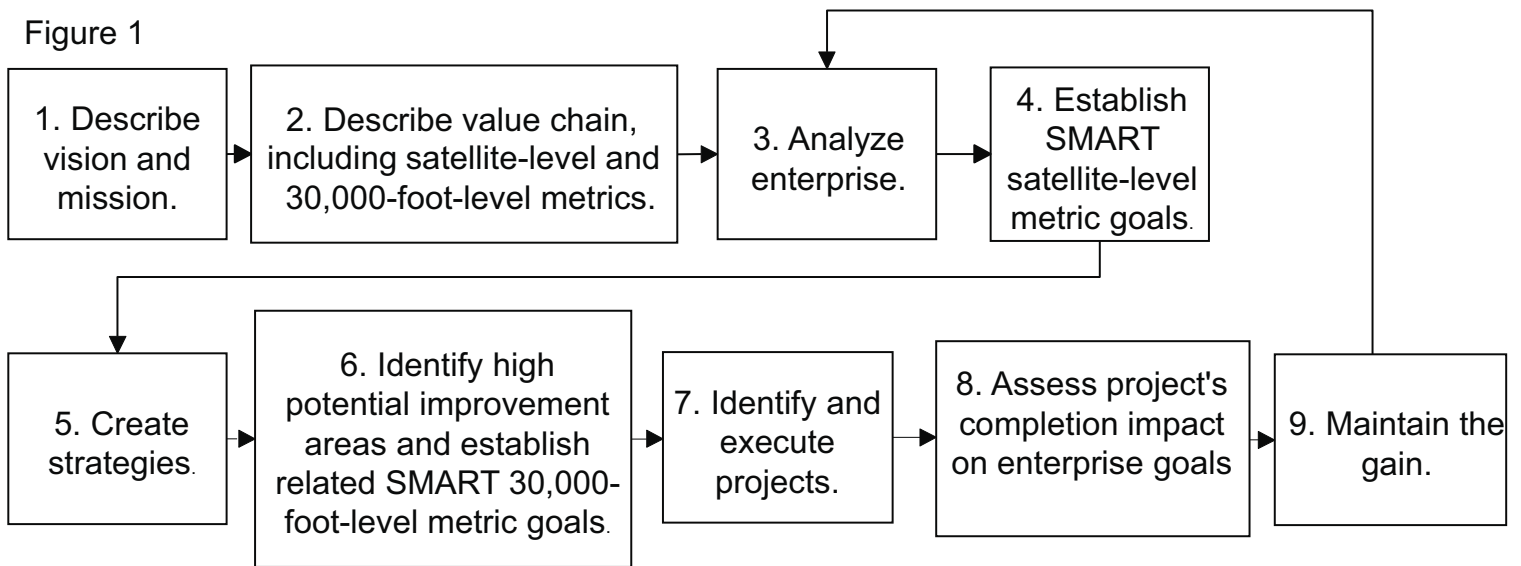 Figure 1
1. Describe
vision and
mission.
2. Describe value chain,
including satellite-level and
30,000-foot-level metrics.
3. Analyze
enterprise.
4. Establish
SMART
satellite-level
metric goals.
5. Create
strategies.
6. Identify high
potential improvement
areas and establish
related SMART 30,000-
foot-level metric goals.
7. Identify and
execute
projects.
8. Assess project's
completion impact
on enterprise goals
9. Maintain the
gain.